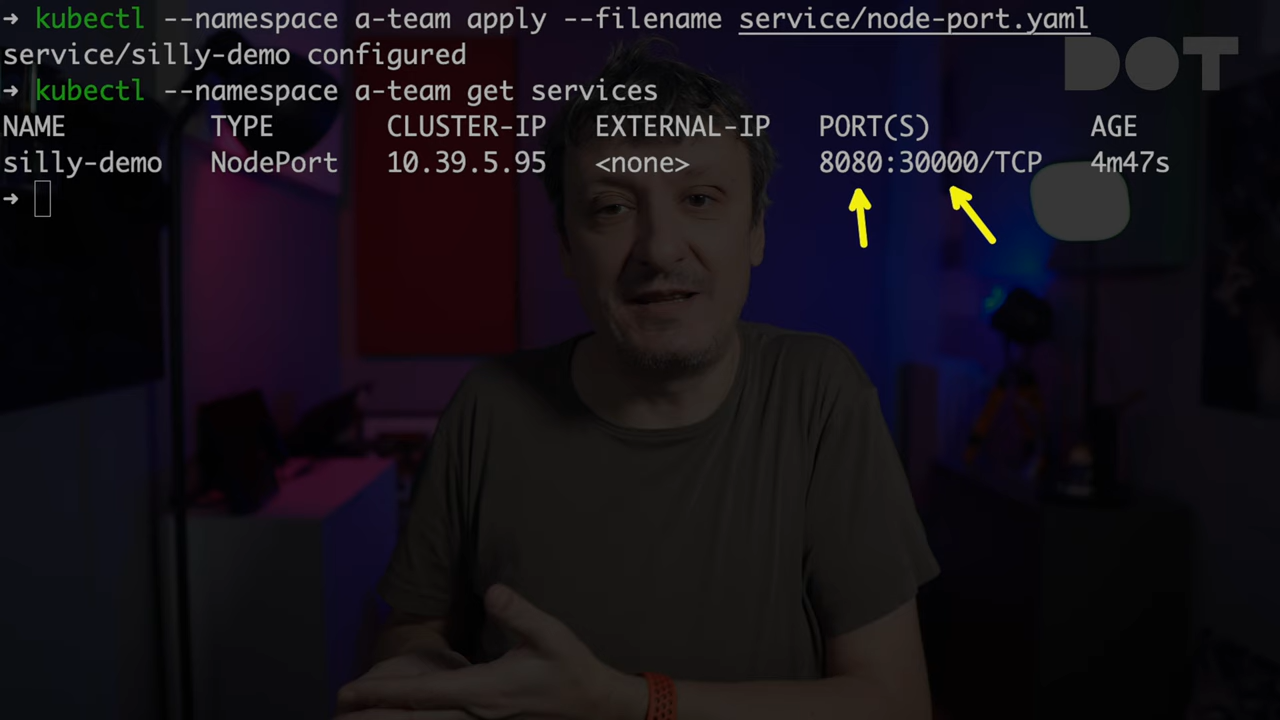 ➜ kubectl --namespace a-team apply --filename service/node-port.yaml
service/silly-demo configured
➜ kubectl --namespace a-team get services
NAME TYPE CLUSTER-IP EXTERNAL-IP PORT(S) AGE
silly-demo NodePort 10.39.5.95 <none> 8080:30000/TCP 4m47s
➜
DOT